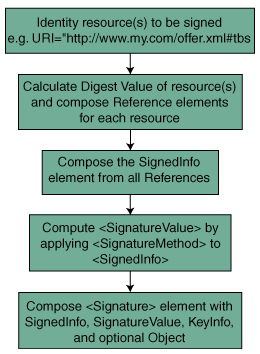 Identity resource(s) to be signed
e.g. URI="http://www.my.com/offer.xml#tbs
Calculate Digest Value of resource(s)
and compose Reference elements
for each resource
Compose the SignedInfo
element from all References
Compute <SignatureValue> by
applying <SignatureMethod> to
<SignedInfo>
Compose <Signature> element with
SignedInfo, SignatureValue, KeyInfo,
and optional Object